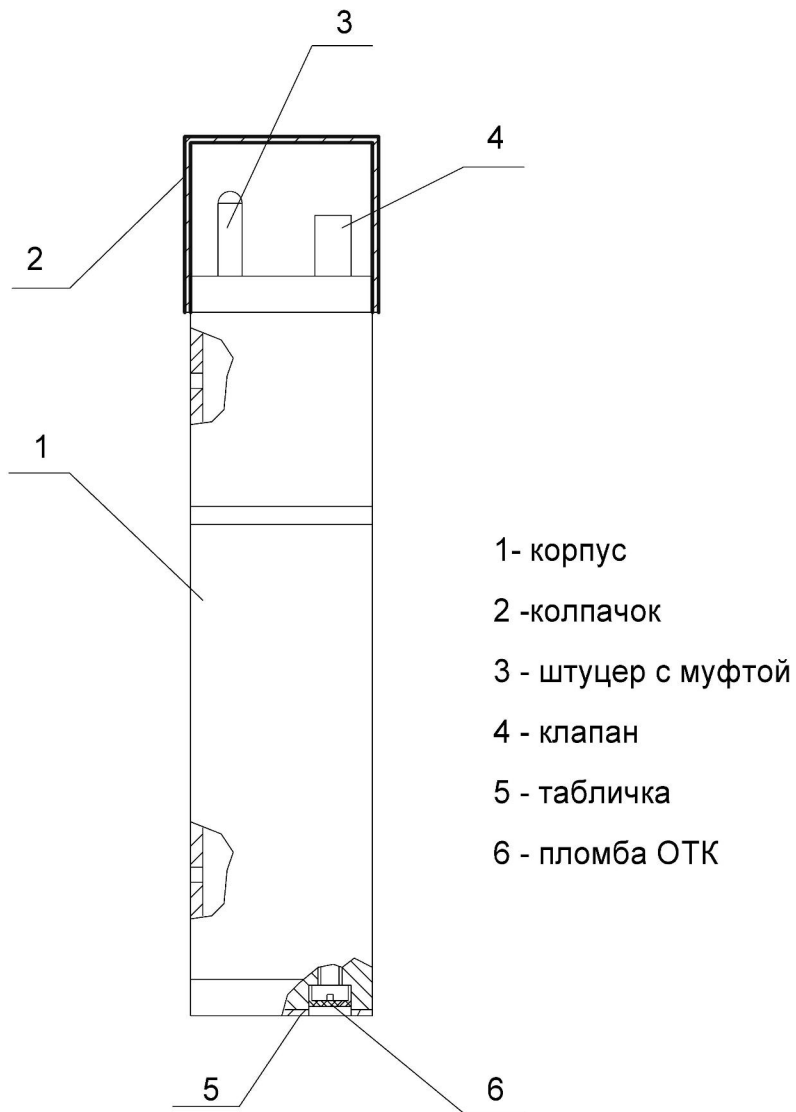 3
4
2
1
1- корпус
2 -колпачок
3 - штуцер с муфтой
4 - клапан
5 - табличка
6 - пломба ОТК
5
6